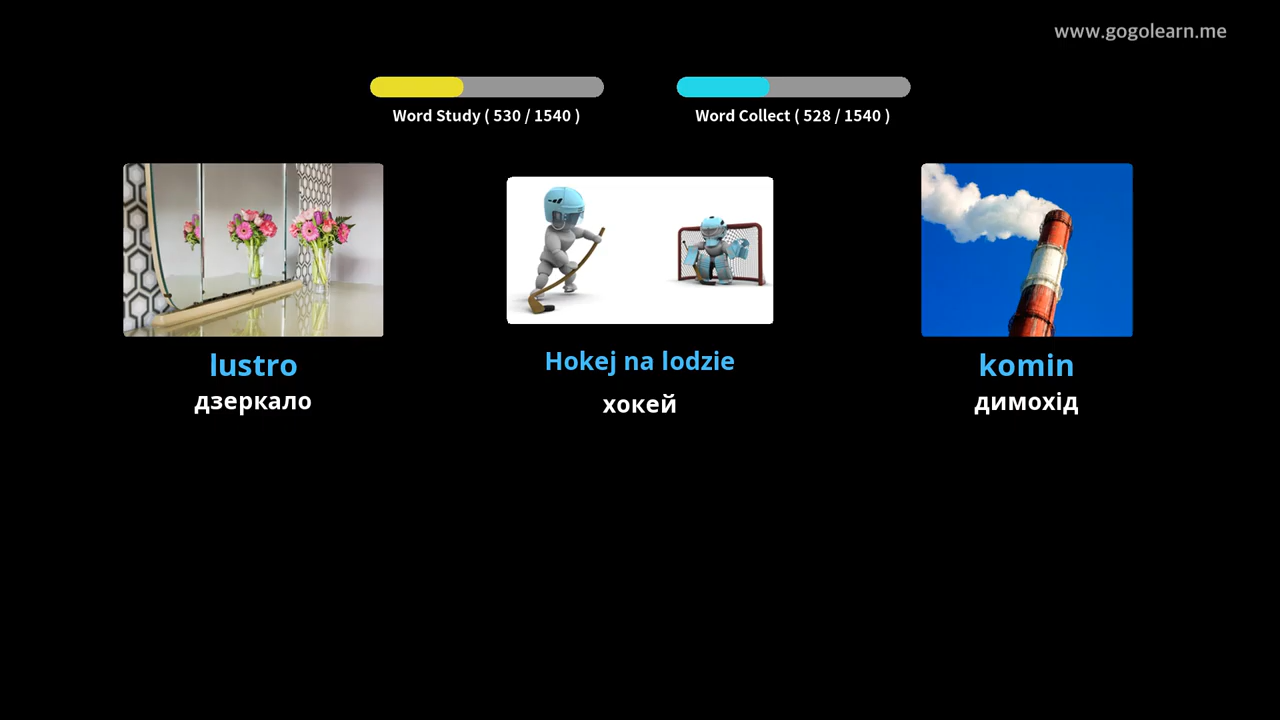 www.gogolearn.me
Word Study ( 530 / 1540 )
Word Collect ( 528 / 1540 )
lustro
дзеркало
Hokej na lodzie
хокей
komin
димохід